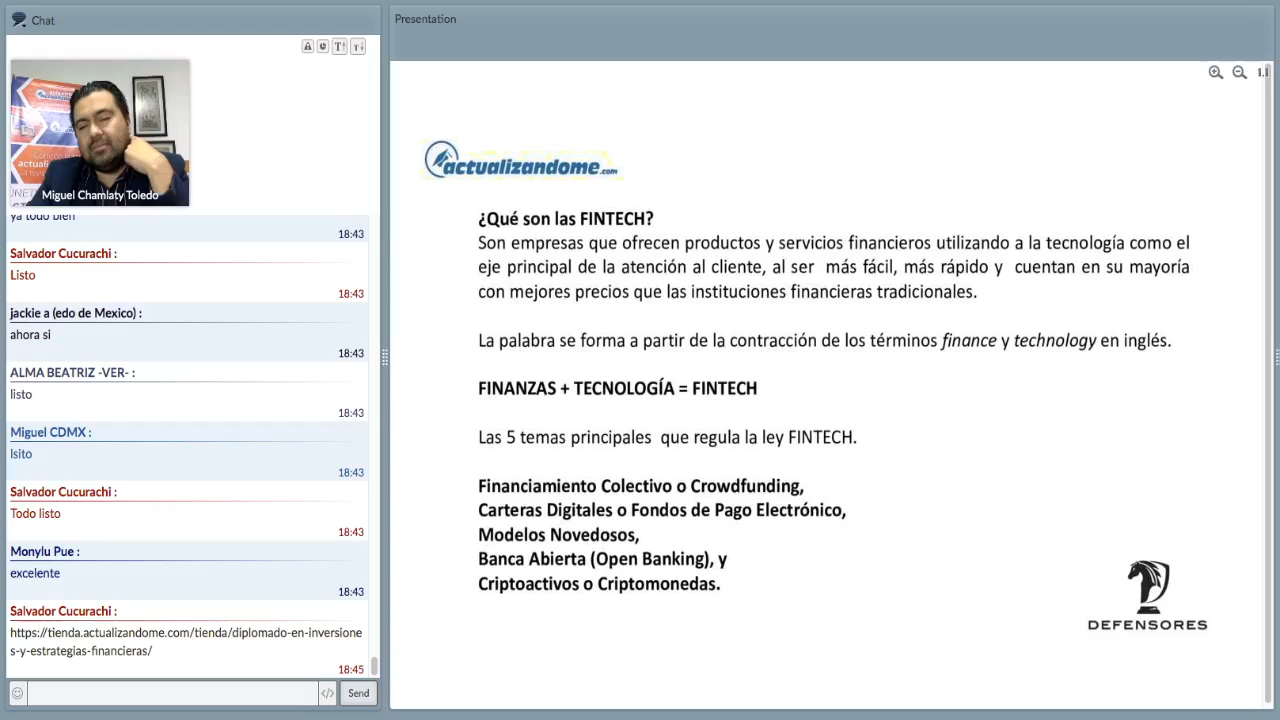 Chat
Miguel Chamlaty Toledo
ya todo bien
18:43
Salvador Cucurachi :
Listo
18:43
jackie a (edo de Mexico) :
ahora si
18:43
ALMA BEATRIZ -VER- :
listo
18:43
Miguel CDMX :
lsito
18:43
Salvador Cucurachi :
Todo listo
18:43
Monylu Pue :
excelente
18:43
Salvador Cucurachi :
https://tienda.actualizandome.com/tienda/diplomado-en-inversione
s-y-estrategias-financieras/
18:45
Send
Presentation
actualizandome.com
¿Qué son las FINTECH?
Son empresas que ofrecen productos y servicios financieros utilizando a la tecnología como el
eje principal de la atención al cliente, al ser más fácil, más rápido y cuentan en su mayoría
con mejores precios que las instituciones financieras tradicionales.
La palabra se forma a partir de la contracción de los términos finance y technology en inglés.
FINANZAS + TECNOLOGÍA = FINTECH
Las 5 temas principales que regula la ley FINTECH.
Financiamiento Colectivo o Crowdfunding,
Carteras Digitales o Fondos de Pago Electrónico,
Modelos Novedosos,
Banca Abierta (Open Banking), y
Criptoactivos o Criptomonedas.
DEFENSORES